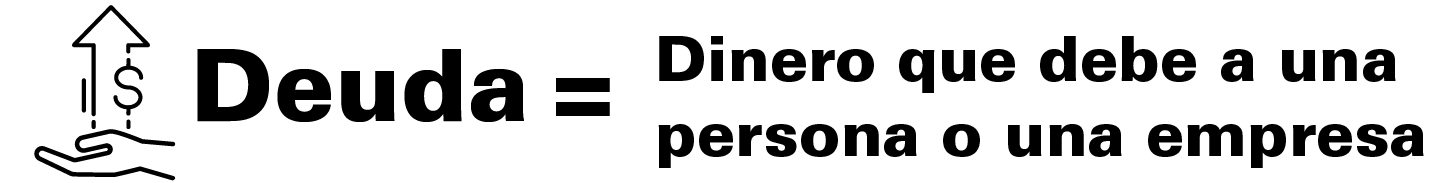 $
Deuda = Dinero que debe a una
persona o una empresa